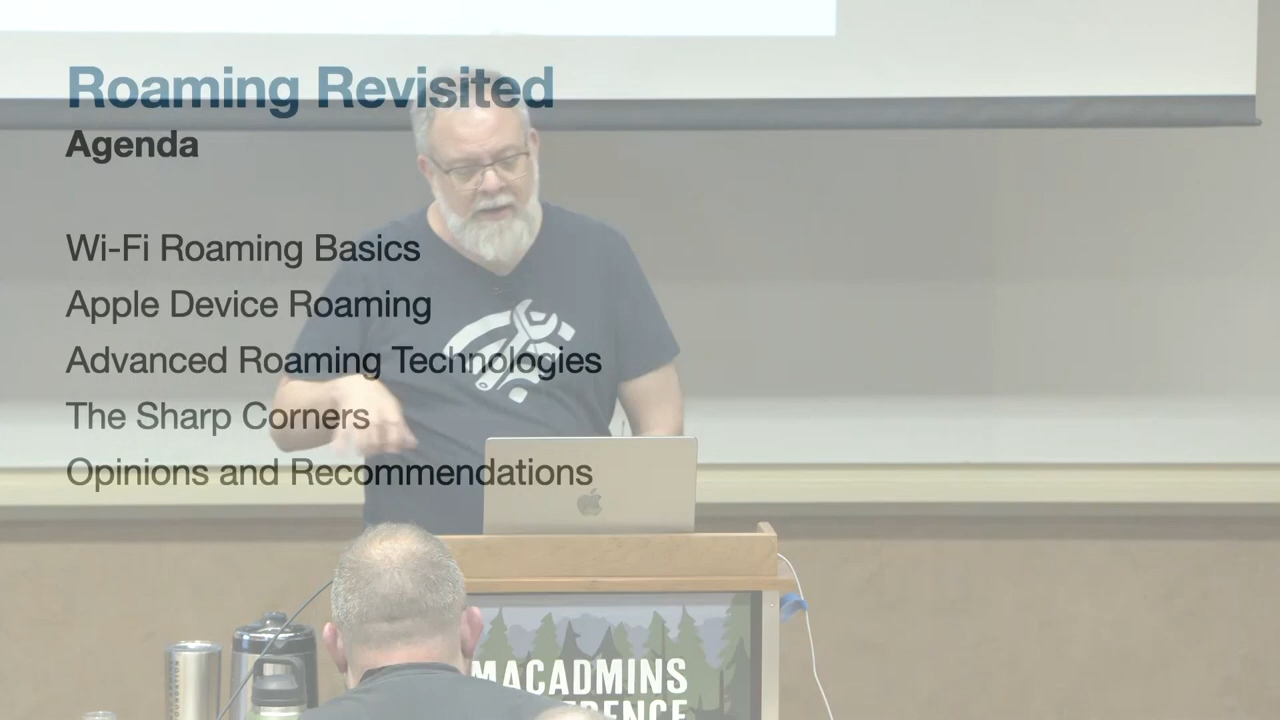 Roaming Revisited
Agenda
Wi-Fi Roaming Basics
Apple Device Roaming
Advanced Roaming Technologies
The Sharp Corners
Opinions and Recommendations
MACADMINS